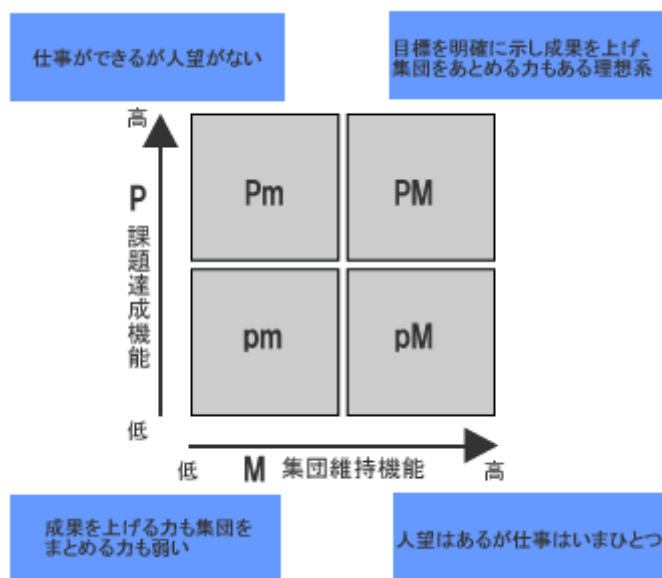 仕事ができるが人望がない
目標を明確に示し成果を上げ、
集団をあとめる力もある理想系
高
P
課題達成機能
低
Pm
PM
pm
pM
低
M 集団維持機能
高
成果を上げる力も集団を
まとめる力も弱い
人望はあるが仕事はいまひとつ